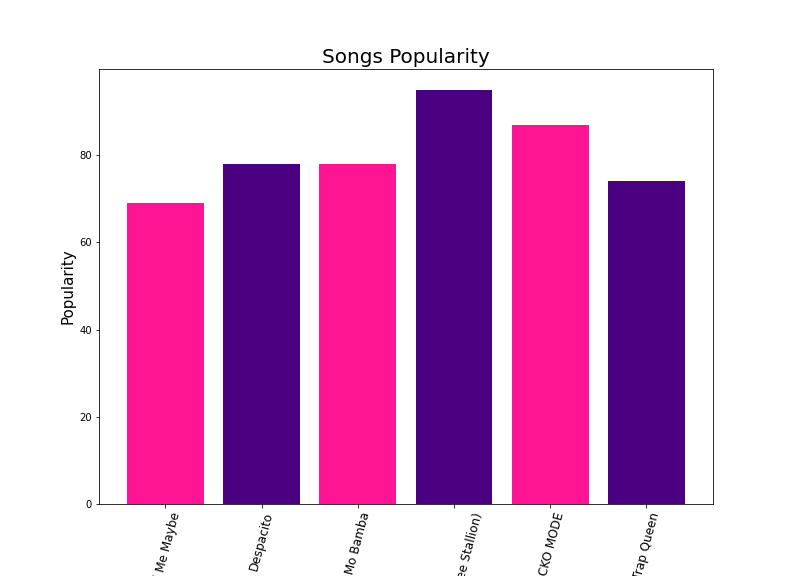 Songs Popularity
Popularity
80
60
40
20
0
Me Maybe
Despacito
Mo Bamba
ee Stallion)
CKO MODE
Trap Queen